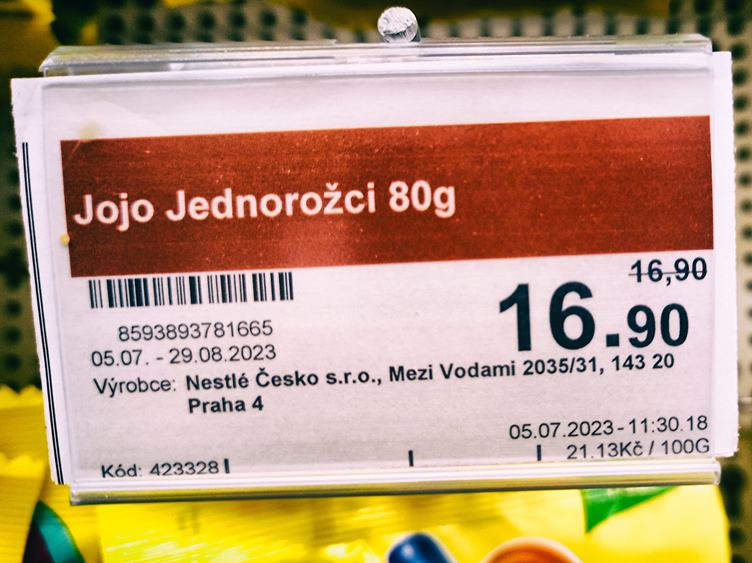 Jojo Jednorožci 80g
16,90
16.90
8593893781665
05.07. - 29.08.2023
Výrobce: Nestlé Česko s.r.o., Mezi Vodami 2035/31, 143 20
Praha 4
05.07.2023-11:30.18
21.13Kč / 100G
Kód: 423328